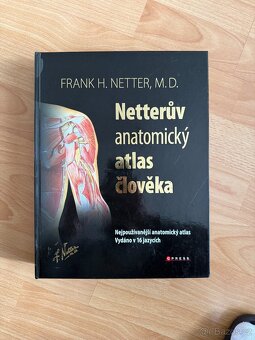 FRANK H. NETTER, M.D.
Netterův
anatomický
atlas
člověka
Nejpoužívanější anatomický atlas
Vydáno v 16 jazycích
CPRESS